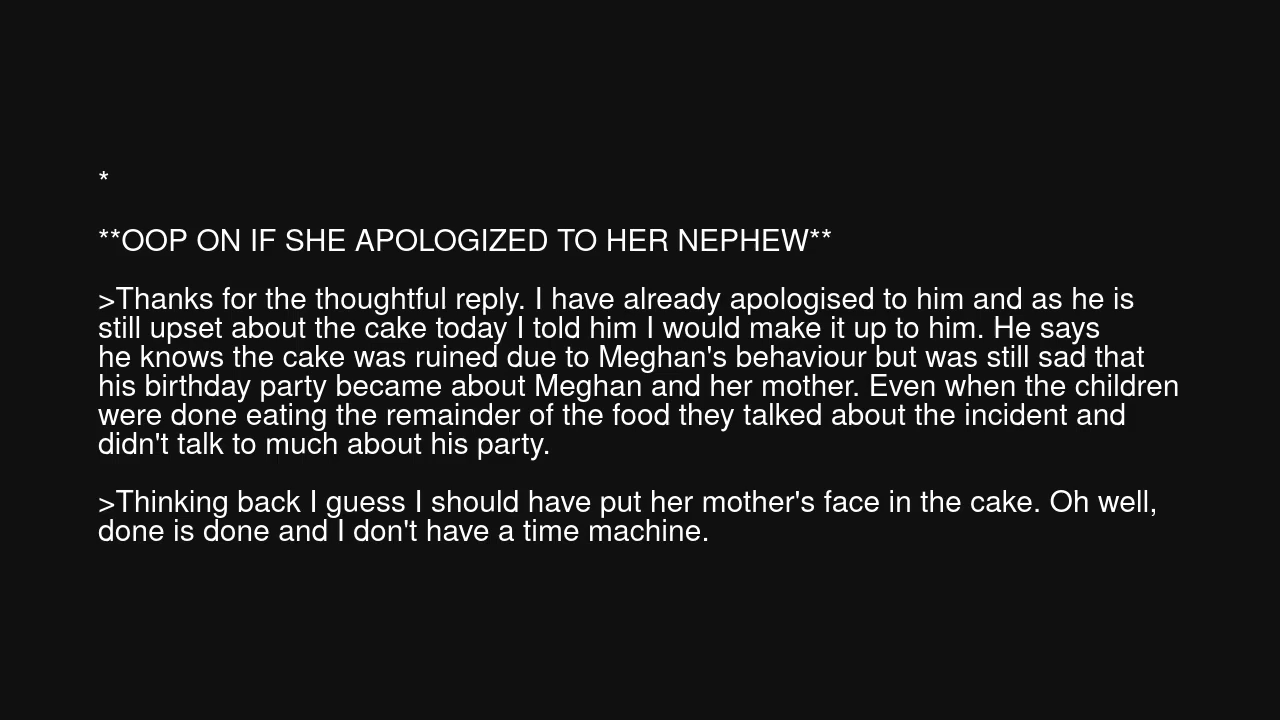 *
**OOP ON IF SHE APOLOGIZED TO HER NEPHEW**
>Thanks for the thoughtful reply. I have already apologised to him and as he is
still upset about the cake today I told him I would make it up to him. He says
he knows the cake was ruined due to Meghan's behaviour but was still sad that
his birthday party became about Meghan and her mother. Even when the children
were done eating the remainder of the food they talked about the incident and
didn't talk to much about his party.
>Thinking back I guess I should have put her mother's face in the cake. Oh well,
done is done and I don't have a time machine.